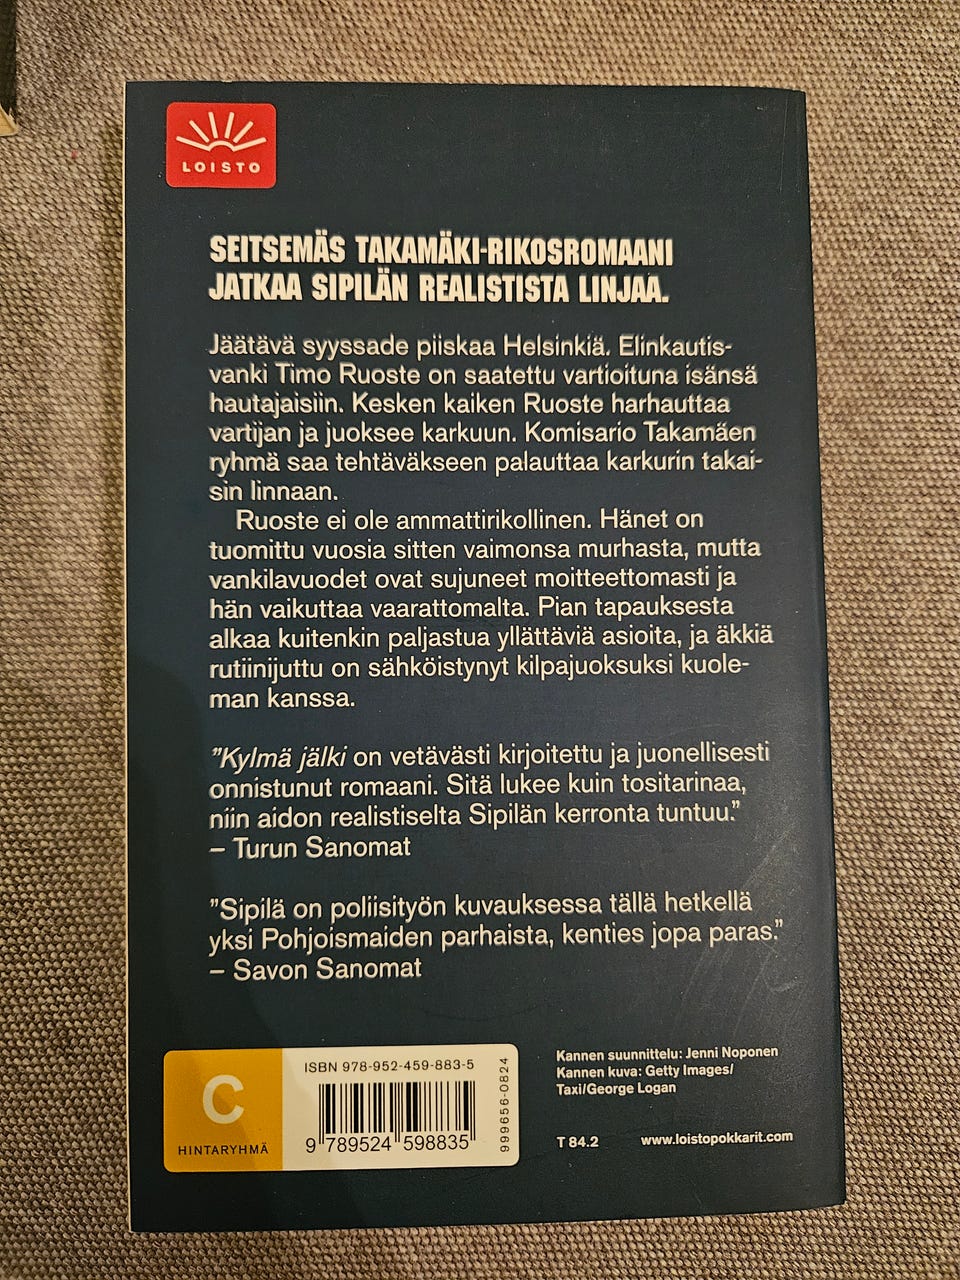 LOISTO
SEITSEMÄS TAKAMÄKI-RIKOSROMAANI
JATKAA SIPILÄN REALISTISTA LINJAA.
Jäätävä syyssade piiskaa Helsinkiä. Elinkautis-
vanki Timo Ruoste on saatettu vartioituna isänsä
hautajaisiin. Kesken kaiken Ruoste harhauttaa
vartijan ja juoksee karkuun. Komisario Takamäen
ryhmä saa tehtäväkseen palauttaa karkurin takai-
sin linnaan.
Ruoste ei ole ammattirikollinen. Hänet on
tuomittu vuosia sitten vaimonsa murhasta, mutta
vankilavuodet ovat sujuneet moitteettomasti ja
hän vaikuttaa vaarattomalta. Pian tapauksesta
alkaa kuitenkin paljastua yllättäviä asioita, ja äkkiä
rutiinijuttu on sähköistynyt kilpajuoksuksi kuole-
man kanssa.
”Kylmä jälki on vetävästi kirjoitettu ja juonellisesti
onnistunut romaani. Sitä lukee kuin tositarinaa,
niin aidon realistiselta Sipilän kerronta tuntuu.”
– Turun Sanomat
”Sipilä on poliisityön kuvauksessa tällä hetkellä
yksi Pohjoismaiden parhaista, kenties jopa paras.”
– Savon Sanomat
C
HINTARYHMÄ
ISBN 978-952-459-883-5
9 789524 598835
999656-0824
Kannen suunnittelu: Jenni Noponen
Kannen kuva: Getty Images/
Taxi/George Logan
T 84.2 www.loistopokkarit.com